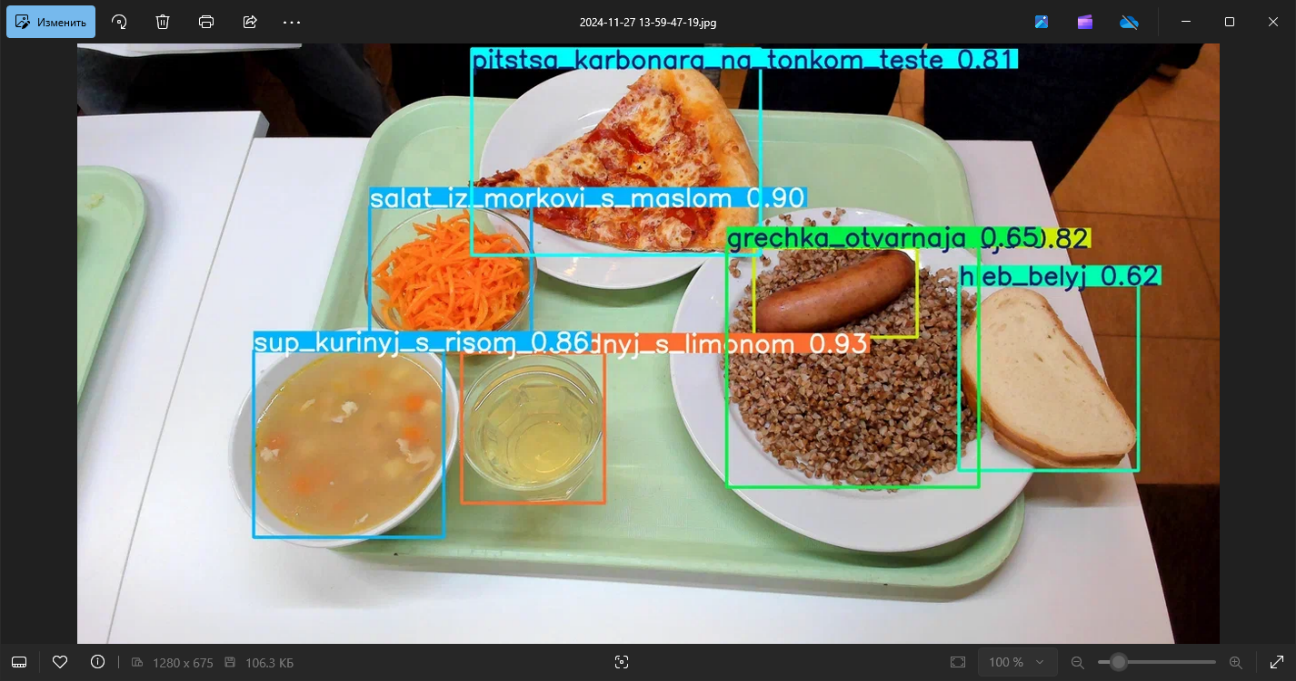 Изменить
2024-11-27 13-59-47-19.jpg
pitstsa_karbonara_na_tonkom_teste 0.81
salat_iz_morkovi_s_maslom 0.90
grechka_otvarnaja 0.65
0.82
hleb_belyj 0.62
sup_kurinyj_s_risom 0.86
dnyj_s_limonom 0.93
1280 x 675
106.3 КБ
100 %